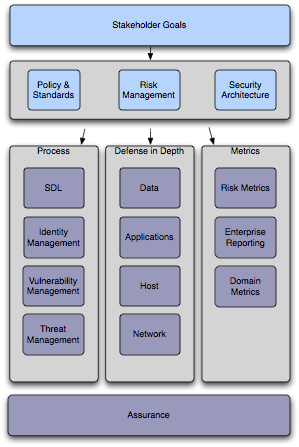 Stakeholder Goals
Policy &
Standards
Risk
Management
Security
Architecture
Process
SDL
Identity
Management
Vulnerability
Management
Threat
Management
Defense in Depth
Data
Applications
Host
Network
Metrics
Risk Metrics
Enterprise
Reporting
Domain
Metrics
Assurance